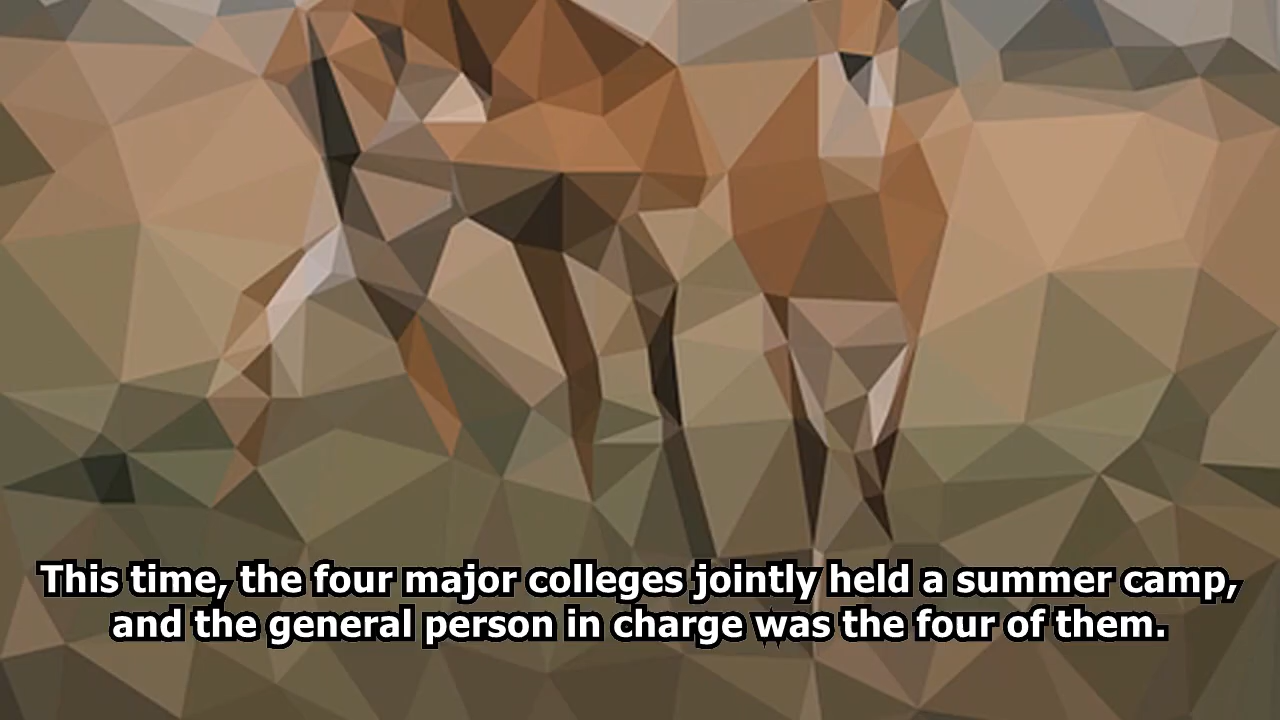 This time, the four major colleges jointly held a summer camp,
and the general person in charge was the four of them.